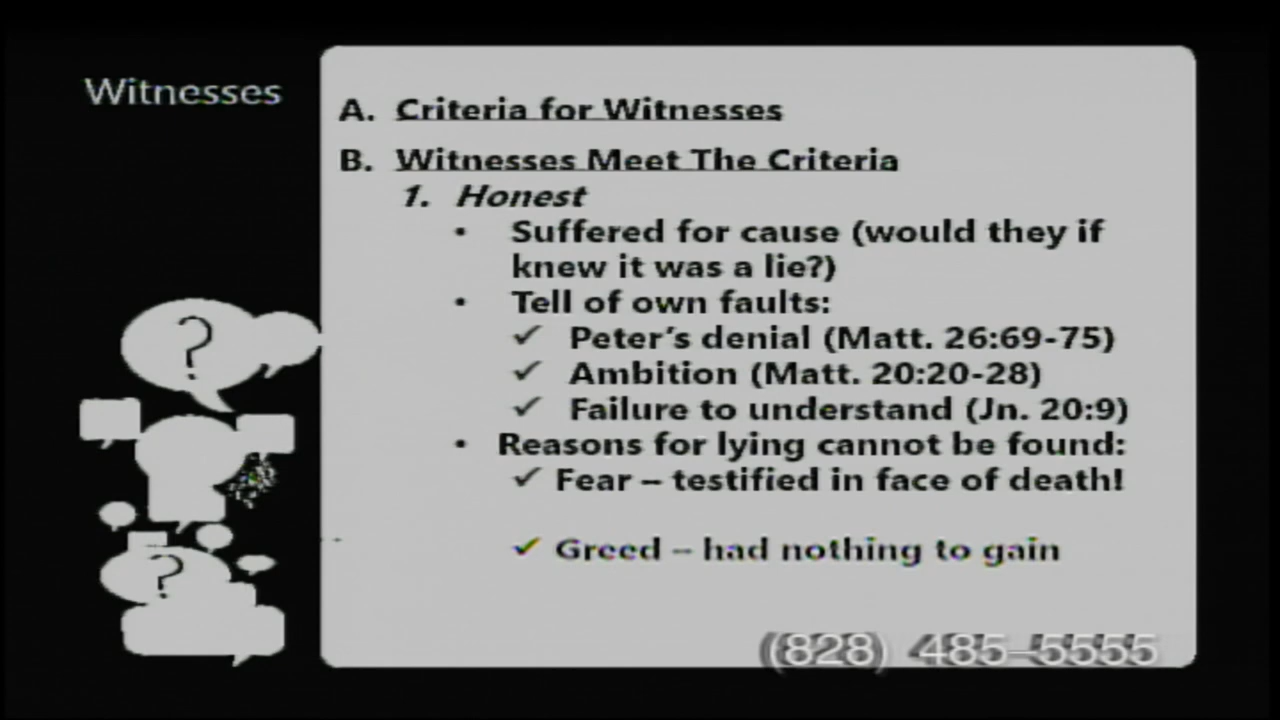 Witnesses
A. Criteria for Witnesses
B. Witnesses Meet The Criteria
1. Honest
• Suffered for cause (would they if
knew it was a lie?)
• Tell of own faults:
✓ Peter's denial (Matt. 26:69-75)
✓ Ambition (Matt. 20:20-28)
✓ Failure to understand (Jn. 20:9)
• Reasons for lying cannot be found:
✓ Fear – testified in face of death!
✓ Greed – had nothing to gain
?
?
(828) 485-5555